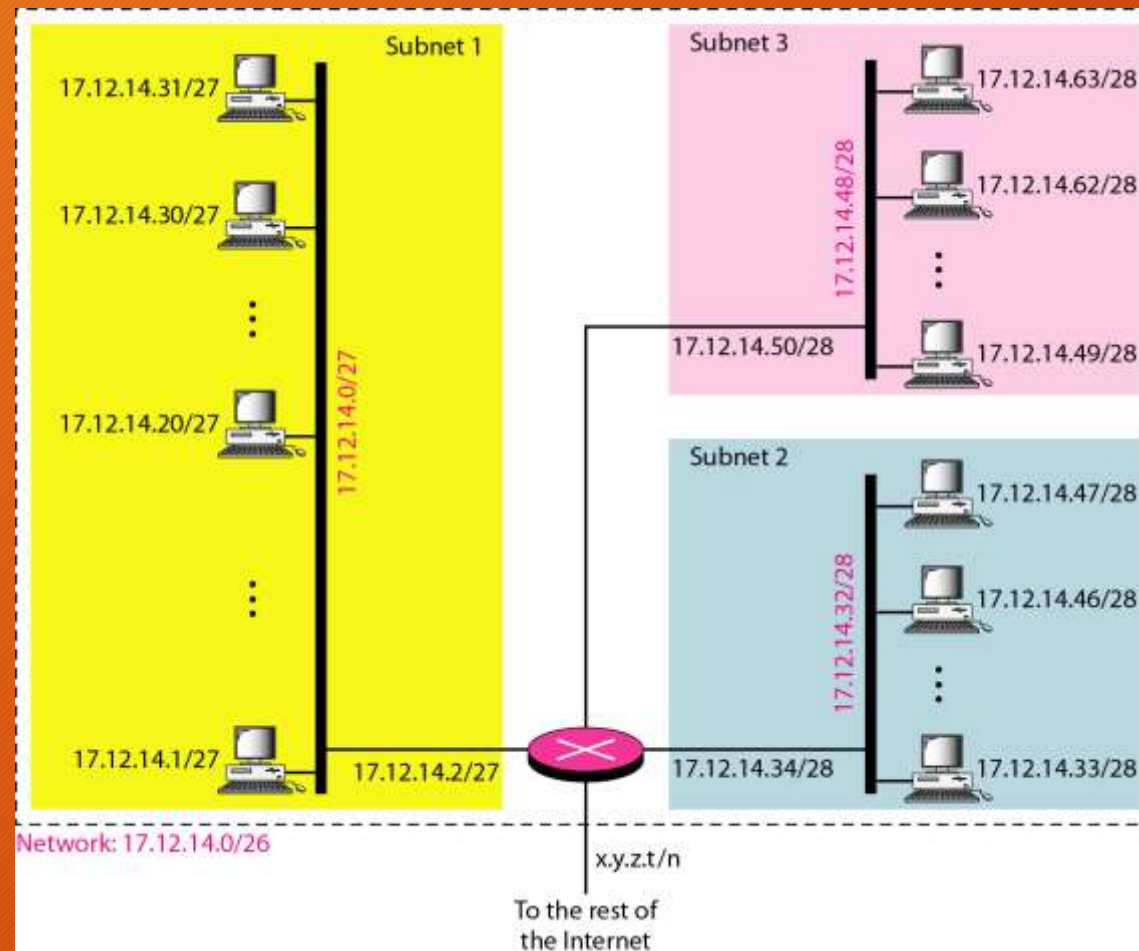 Subnet 1
17.12.14.31/27
17.12.14.30/27
17.12.14.20/27
17.12.14.1/27
17.12.14.0/27
17.12.14.2/27
Subnet 3
17.12.14.63/28
17.12.14.62/28
17.12.14.49/28
17.12.14.48/28
17.12.14.50/28
Subnet 2
17.12.14.47/28
17.12.14.46/28
17.12.14.33/28
17.12.14.32/28
17.12.14.34/28
Network: 17.12.14.0/26
x.y.z.t/n
To the rest of
the Internet